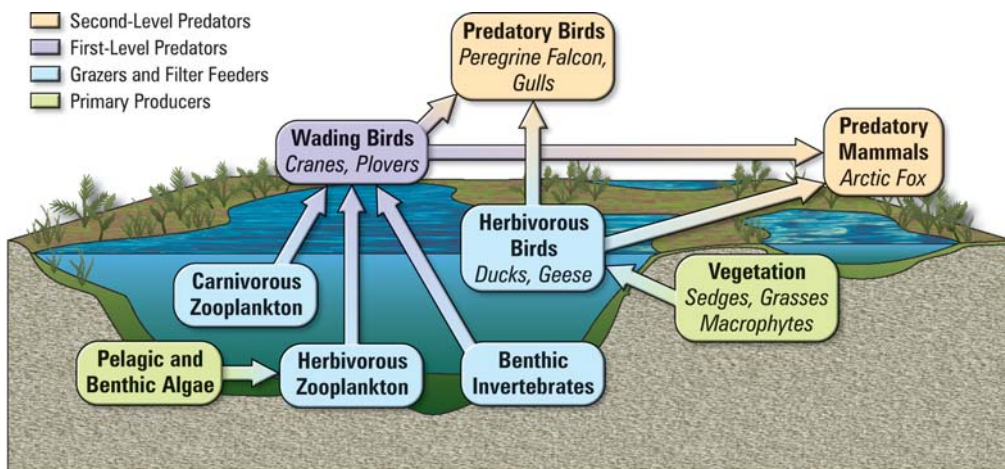 Second-Level Predators
First-Level Predators
Grazers and Filter Feeders
Primary Producers
Predatory Birds
Peregrine Falcon,
Gulls
Wading Birds
Cranes, Plovers
Predatory
Mammals
Arctic Fox
Herbivorous
Birds
Ducks, Geese
Carnivorous
Zooplankton
Vegetation
Sedges, Grasses
Macrophytes
Pelagic and
Benthic Algae
Herbivorous
Zooplankton
Benthic
Invertebrates